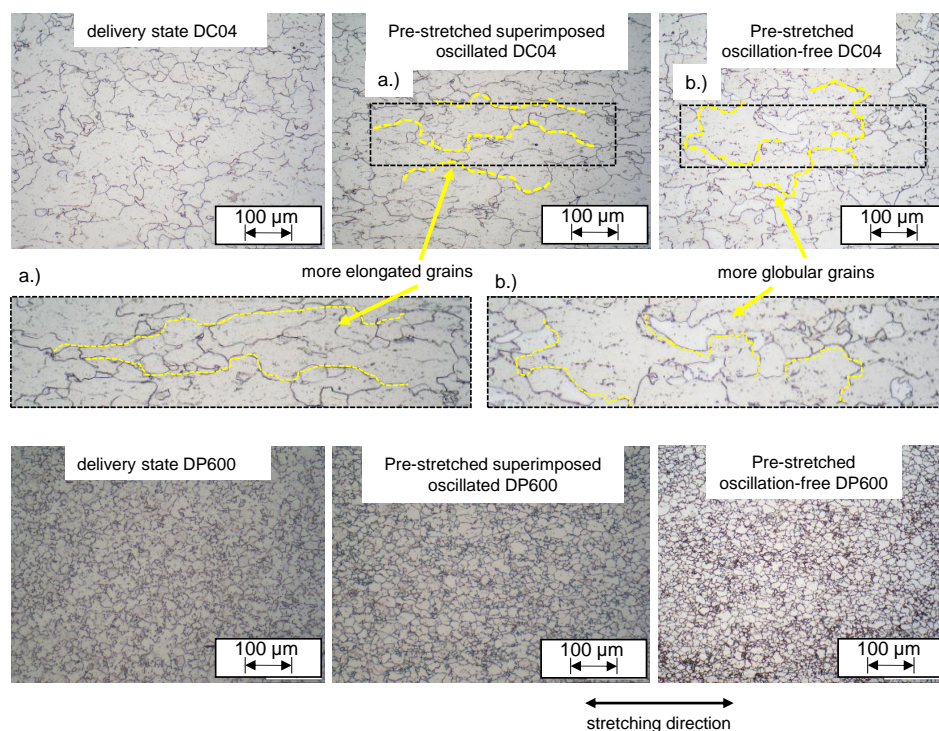 delivery state DC04
Pre-stretched superimposed
oscillated DC04
Pre-stretched
oscillation-free DC04
a.)
b.)
100 µm
100 µm
100 µm
more elongated grains
more globular grains
a.)
b.)
delivery state DP600
Pre-stretched superimposed
oscillated DP600
Pre-stretched
oscillation-free DP600
100 µm
100 µm
100 µm
stretching direction